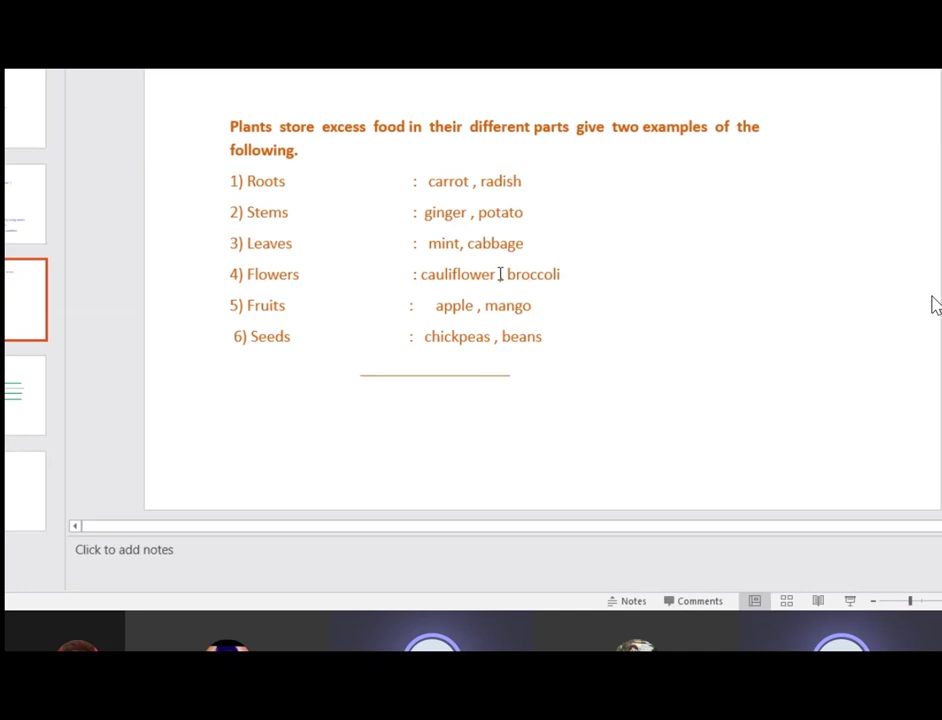 Plants store excess food in their different parts give two examples of the
following.
1) Roots : carrot , radish
2) Stems : ginger , potato
3) Leaves : mint, cabbage
4) Flowers : cauliflower , broccoli
5) Fruits : apple , mango
6) Seeds : chickpeas , beans
Click to add notes
Notes Comments